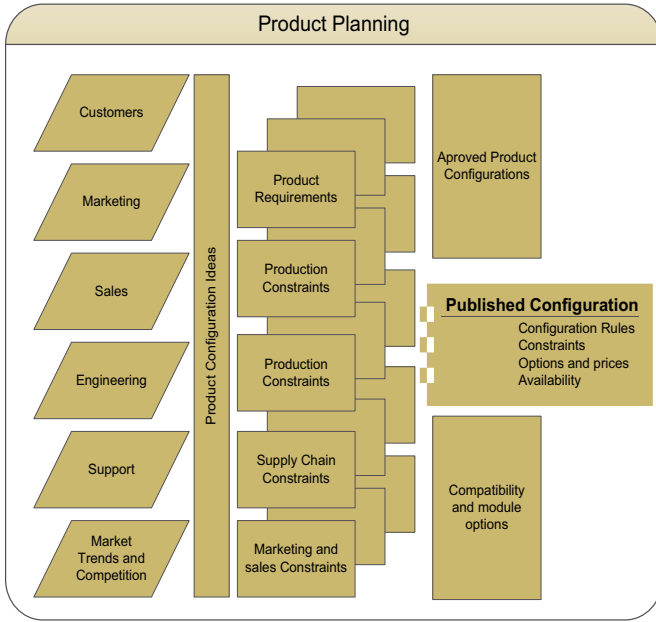 Product Planning
Customers
Marketing
Sales
Engineering
Support
Market
Trends and
Competition
Product Configuration Ideas
Product
Requirements
Production
Constraints
Production
Constraints
Supply Chain
Constraints
Marketing and
sales Constraints
Aproved Product
Configurations
Published Configuration
Configuration Rules
Constraints
Options and prices
Availability
Compatibility
and module
options